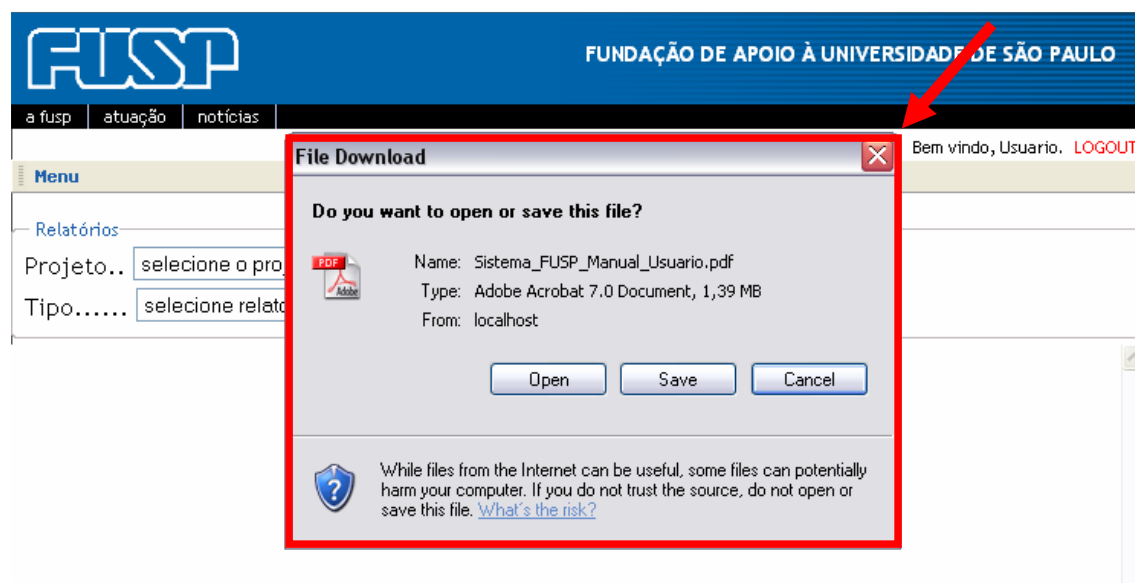 FUSP
FUNDAÇÃO DE APOIO À UNIVERSIDADE DE SÃO PAULO
a fusp atuação notícias
Bem vindo, Usuario. LOGOUT
Menu
Relatórios
Projeto.. selecione o pro
Tipo...... selecione relato
File Download
Do you want to open or save this file?
PDF
Adobe
Name: Sistema_FUSP_Manual_Usuario.pdf
Type: Adobe Acrobat 7.0 Document, 1,39 MB
From: localhost
Open Save Cancel
While files from the Internet can be useful, some files can potentially
harm your computer. If you do not trust the source, do not open or
save this file. What's the risk?